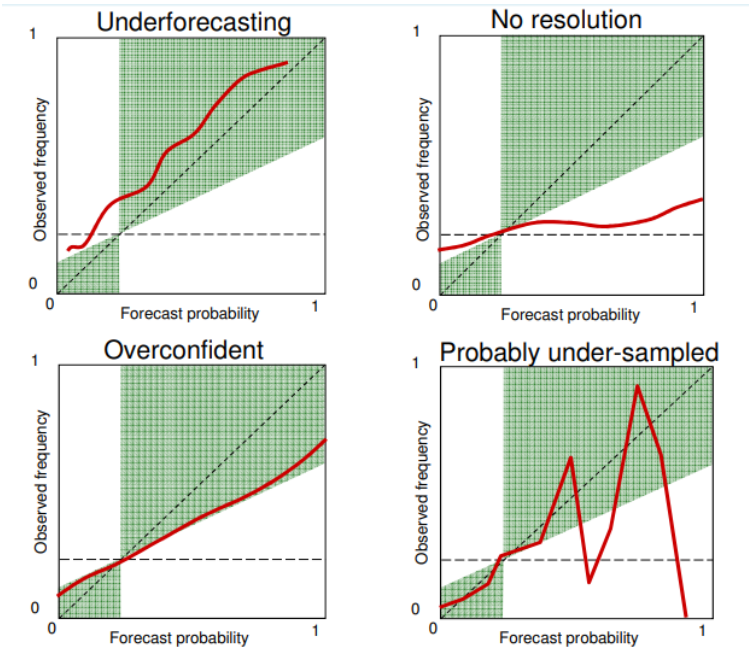 Underforecasting
1
Observed frequency
0
0
Forecast probability
1
No resolution
1
Observed frequency
0
0
Forecast probability
1
Overconfident
1
Observed frequency
0
0
Forecast probability
1
Probably under-sampled
1
Observed frequency
0
0
Forecast probability
1